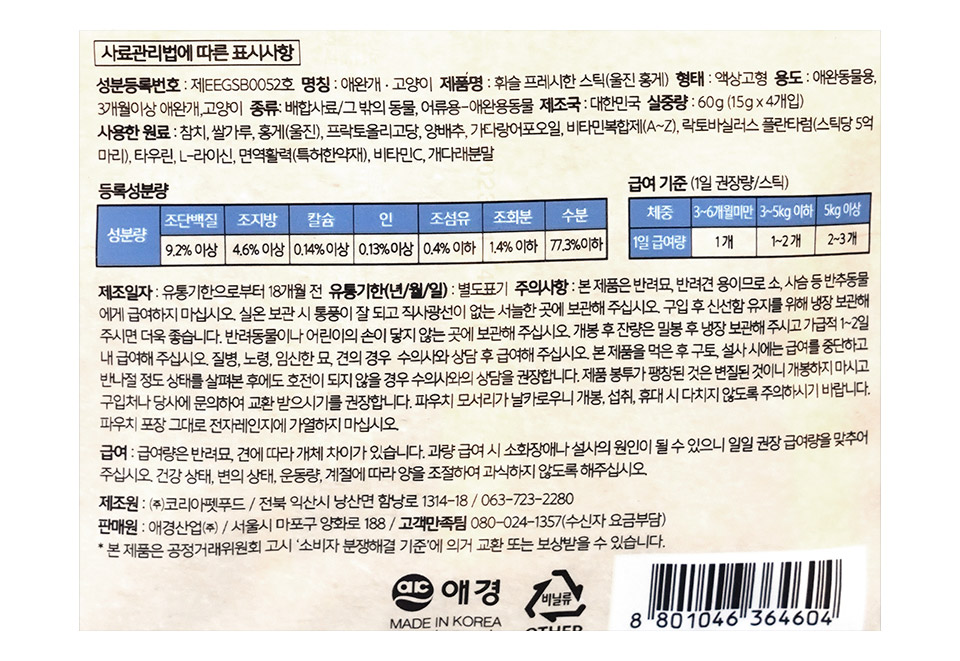 사료관리법에 따른 표시사항
성분등록번호 : 제EEGSB0052호 명칭 : 애완개 · 고양이 제품명 : 휘슬 프레시한 스틱(울진 홍게) 형태 : 액상고형 용도 : 애완동물용,
3개월이상 애완개,고양이 종류 : 배합사료/그 밖의 동물, 어류용-애완용동물 제조국 : 대한민국 실중량 : 60g (15g x 4개입)
사용한 원료 : 참치, 쌀가루, 홍게(울진), 프락토올리고당, 양배추, 가다랑어포오일, 비타민복합제(A~Z), 락토바실러스 플란타럼(스틱당 5억
마리), 타우린, L-라이신, 면역활력(특허한약재), 비타민C, 개다래분말
등록성분량
성분량 조단백질 조지방 칼슘 인 조섬유 조회분 수분
9.2% 이상 4.6% 이상 0.14% 이상 0.13% 이상 0.4% 이하 1.4% 이하 77.3% 이하
급여 기준 (1일 권장량/스틱)
체중 3~6개월미만 3~5kg 이하 5kg 이상
1일 급여량 1개 1~2개 2~3개
제조일자 : 유통기한으로부터 18개월 전 유통기한(년/월/일) : 별도표기 주의사항 : 본 제품은 반려묘, 반려견 용이므로 소, 사슴 등 반추동물
에게 급여하지 마십시오. 실온 보관 시 통풍이 잘 되고 직사광선이 없는 서늘한 곳에 보관해 주십시오. 구입 후 신선함 유지를 위해 냉장 보관해
주시면 더욱 좋습니다. 반려동물이나 어린이의 손이 닿지 않는 곳에 보관해 주십시오. 개봉 후 잔량은 밀봉 후 냉장 보관해 주시고 가급적 1~2일
내 급여해 주십시오. 질병, 노령, 임신한 묘, 견의 경우 수의사와 상담 후 급여해 주십시오. 본 제품을 먹은 후 구토, 설사 시에는 급여를 중단하고
반나절 정도 상태를 살펴본 후에도 호전이 되지 않을 경우 수의사와의 상담을 권장합니다. 제품 봉투가 팽창된 것은 변질된 것이니 개봉하지 마시고
구입처나 당사에 문의하여 교환 받으시기를 권장합니다. 파우치 모서리가 날카로우니 개봉, 섭취, 휴대 시 다치지 않도록 주의하시기 바랍니다.
파우치 포장 그대로 전자레인지에 가열하지 마십시오.
급여 : 급여량은 반려묘, 견에 따라 개체 차이가 있습니다. 과량 급여 시 소화장애나 설사의 원인이 될 수 있으니 일일 권장 급여량을 맞추어
주십시오. 건강 상태, 변의 상태, 운동량, 계절에 따라 양을 조절하여 과식하지 않도록 해주십시오.
제조원 : ㈜코리아펫푸드 / 전북 익산시 낭산면 함낭로 1314-18 / 063-723-2280
판매원 : 애경산업㈜ / 서울시 마포구 양화로 188 / 고객만족팀 080-024-1357(수신자 요금부담)
* 본 제품은 공정거래위원회 고시 '소비자 분쟁해결 기준'에 의거 교환 또는 보상받을 수 있습니다.
aic 애경
MADE IN KOREA
비닐류
OTHER
8 801046 364604